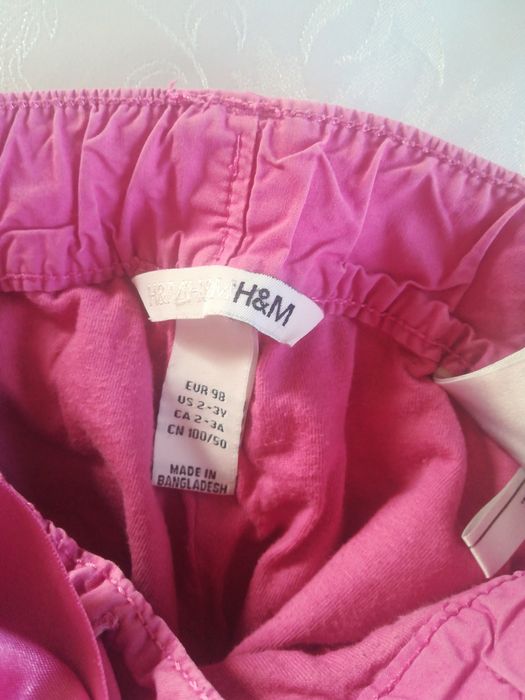 H&M
EUR 98
US 2-3Y
CA 2-3A
CN 100/50
MADE IN
BANGLADESH